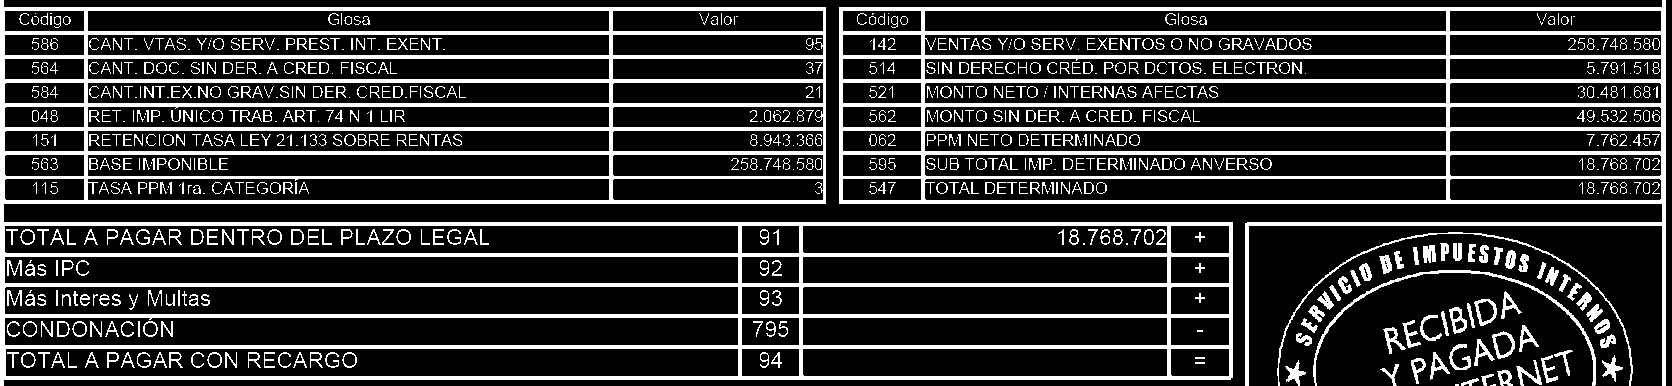 Código Glosa Valor Código Glosa Valor
586 CANT. VTAS. Y/O SERV. PREST. INT. EXENT. 95 142 VENTAS Y/O SERV. EXENTOS O NO GRAVADOS 258.748.580
564 CANT. DOC. SIN DER. A CRED. FISCAL 37 514 SIN DERECHO CRÉD. POR DCTOS. ELECTRON. 5.791.518
584 CANT.INT.EX.NO GRAV.SIN DER. CRED.FISCAL 21 521 MONTO NETO / INTERNAS AFECTAS 30.481.681
048 RET. IMP. ÚNICO TRAB. ART. 74 N 1 LIR 2.062.879 562 MONTO SIN DER. A CRED. FISCAL 49.532.506
151 RETENCION TASA LEY 21.133 SOBRE RENTAS 8.943.366 062 PPM NETO DETERMINADO 7.762.457
563 BASE IMPONIBLE 258.748.580 595 SUB TOTAL IMP. DETERMINADO ANVERSO 18.768.702
115 TASA PPM 1ra. CATEGORÍA 3 547 TOTAL DETERMINADO 18.768.702
TOTAL A PAGAR DENTRO DEL PLAZO LEGAL 91 18.768.702 +
Más IPC 92 +
Más Interes y Multas 93 +
CONDONACIÓN 795 -
TOTAL A PAGAR CON RECARGO 94 =
SERVICIO DE IMPUESTOS INTERNOS
RECIBIDA
Y PAGADA